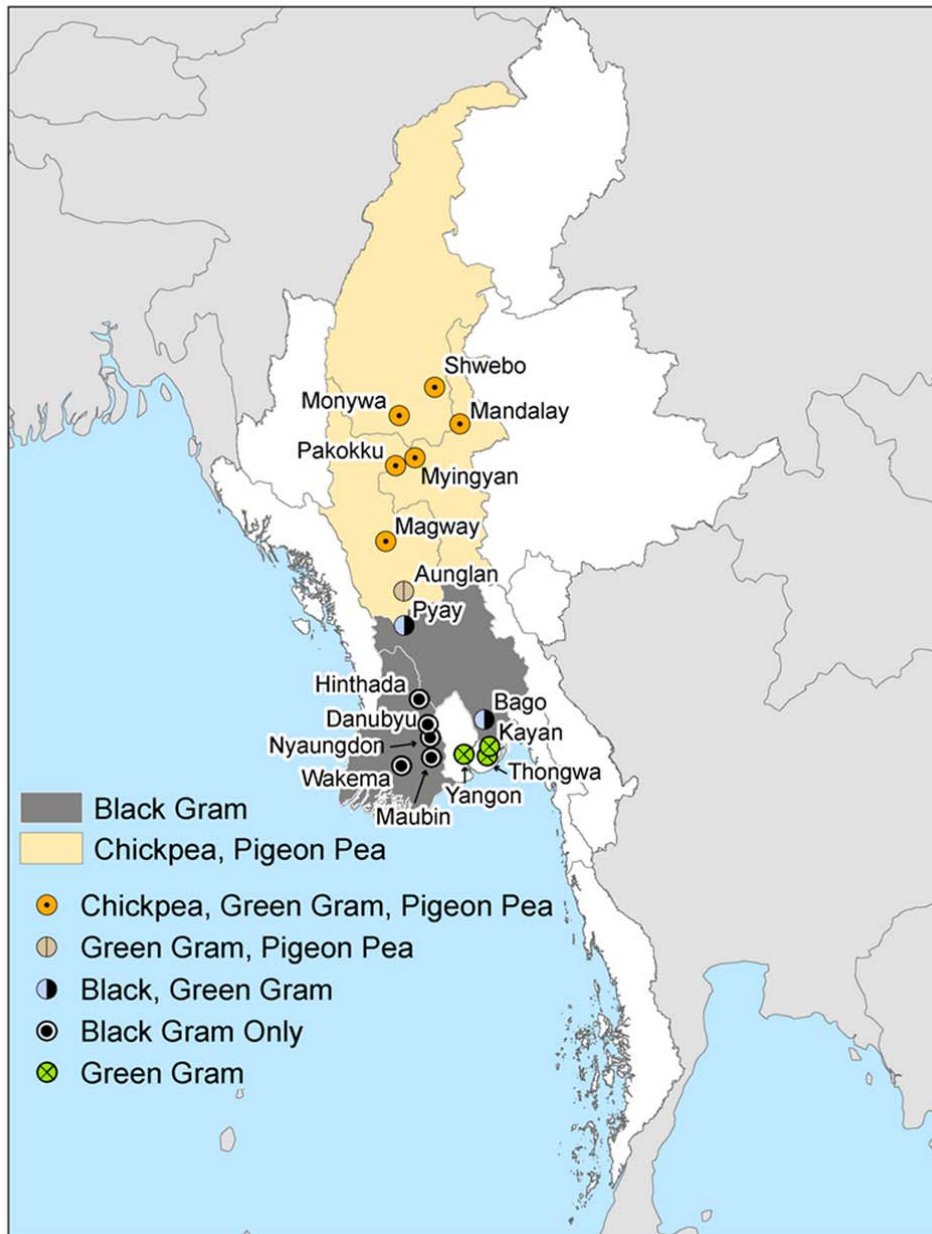 Shwebo
Monywa
Mandalay
Pakokku
Myingyan
Magway
Aunglan
Pyay
Hinthada
Bago
Danubyu
Kayan
Nyaungdon
Thongwa
Wakema
Yangon
Maubin
Black Gram
Chickpea, Pigeon Pea
Chickpea, Green Gram, Pigeon Pea
Green Gram, Pigeon Pea
Black, Green Gram
Black Gram Only
Green Gram